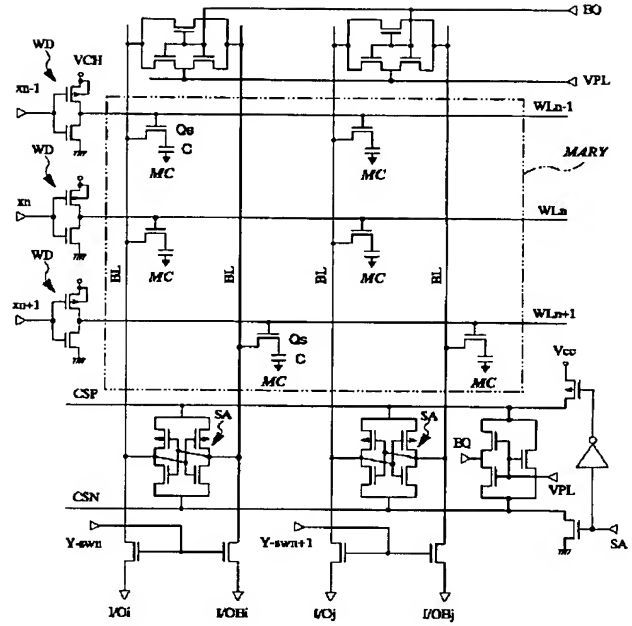 EQ
WD
VCH
VPL
xn-1
WLn-1
Qs
C
MC
MC
MARY
WD
xn
WLn
MC
MC
WD
BL
BL
BL
BL
xn+1
WLn+1
Qs
C
MC
MC
Vcc
CSP
SA
SA
EQ
VPL
CSN
Y-swn
Y-swn+1
SA
I/Oi
I/OBi
I/Oj
I/OBj